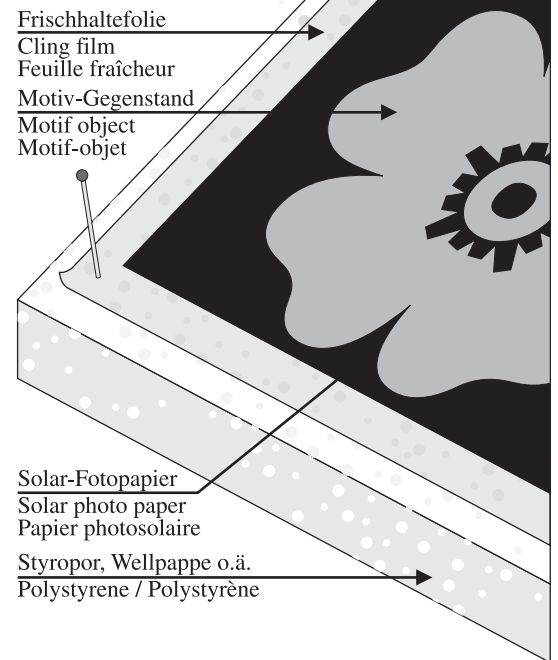 Frischhaltefolie
Cling film
Feuille fraîcheur
Motiv-Gegenstand
Motif object
Motif-objet
Solar-Fotopapier
Solar photo paper
Papier photosolaire
Styropor, Wellpappe o.ä.
Polystyrene / Polystyrène